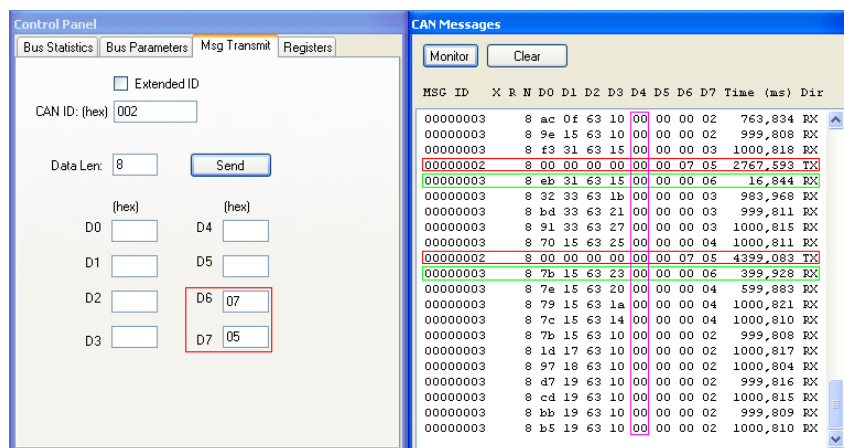 Control Panel
Bus Statistics Bus Parameters Msg Transmit Registers
Extended ID
CAN ID: (hex) 002
Data Len: 8 Send
(hex) (hex)
D0 D4
D1 D5
D2 D6 07
D3 D7 05
CAN Messages
Monitor Clear
MSG ID X R N D0 D1 D2 D3 D4 D5 D6 D7 Time (ms) Dir
00000003 8 ac 0f 63 10 00 00 00 02 763,834 RX
00000003 8 9e 15 63 10 00 00 00 02 999,808 RX
00000003 8 f3 31 63 15 00 00 00 03 1000,818 RX
00000002 8 00 00 00 00 00 00 07 05 2767,593 TX
00000003 8 eb 31 63 15 00 00 00 06 16,844 RX
00000003 8 32 33 63 1b 00 00 00 03 983,968 RX
00000003 8 bd 33 63 21 00 00 00 03 999,811 RX
00000003 8 91 33 63 27 00 00 00 03 1000,815 RX
00000003 8 70 15 63 25 00 00 00 04 1000,811 RX
00000002 8 00 00 00 00 00 00 07 05 4399,083 TX
00000003 8 7b 15 63 23 00 00 00 06 399,928 RX
00000003 8 7e 15 63 20 00 00 00 04 599,883 RX
00000003 8 79 15 63 1a 00 00 00 04 1000,821 RX
00000003 8 7c 15 63 14 00 00 00 04 1000,810 RX
00000003 8 7b 15 63 10 00 00 00 02 999,808 RX
00000003 8 1d 17 63 10 00 00 00 02 1000,817 RX
00000003 8 97 18 63 10 00 00 00 02 1000,804 RX
00000003 8 d7 19 63 10 00 00 00 02 999,816 RX
00000003 8 cd 19 63 10 00 00 00 02 1000,815 RX
00000003 8 bb 19 63 10 00 00 00 02 999,809 RX
00000003 8 b5 19 63 10 00 00 00 02 1000,810 RX